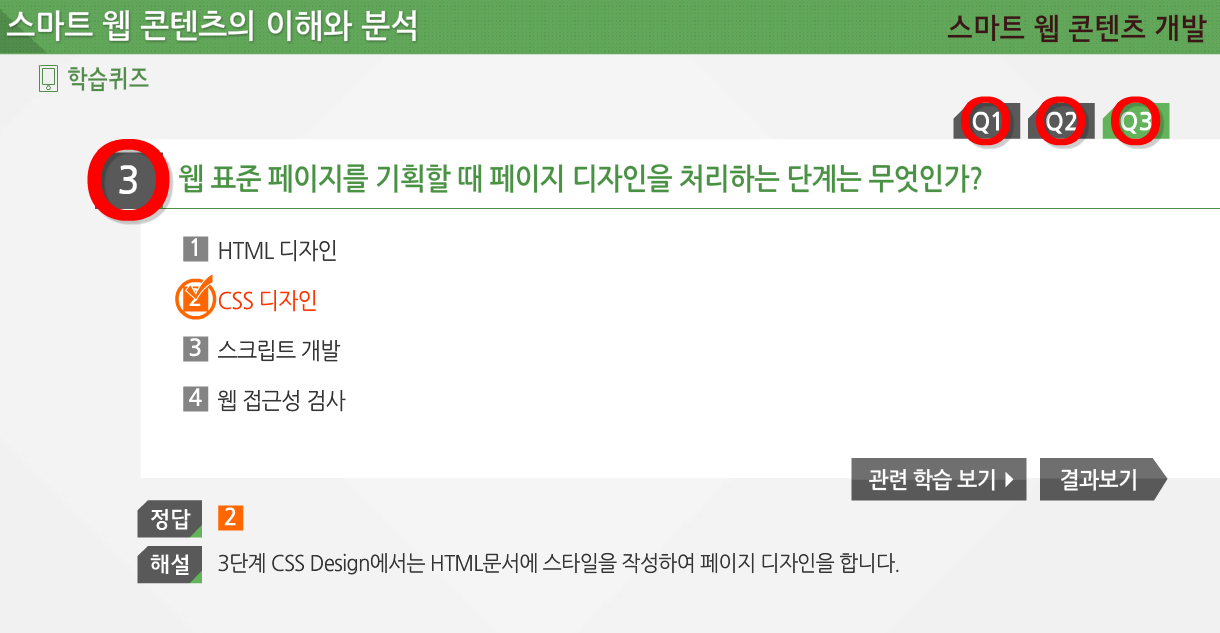 스마트 웹 콘텐츠의 이해와 분석
스마트 웹 콘텐츠 개발
학습퀴즈
Q1 Q2 Q3
3 웹 표준 페이지를 기획할 때 페이지 디자인을 처리하는 단계는 무엇인가?
1 HTML 디자인
2 CSS 디자인
3 스크립트 개발
4 웹 접근성 검사
관련 학습 보기 결과보기
정답 2
해설 3단계 CSS Design에서는 HTML문서에 스타일을 작성하여 페이지 디자인을 합니다.